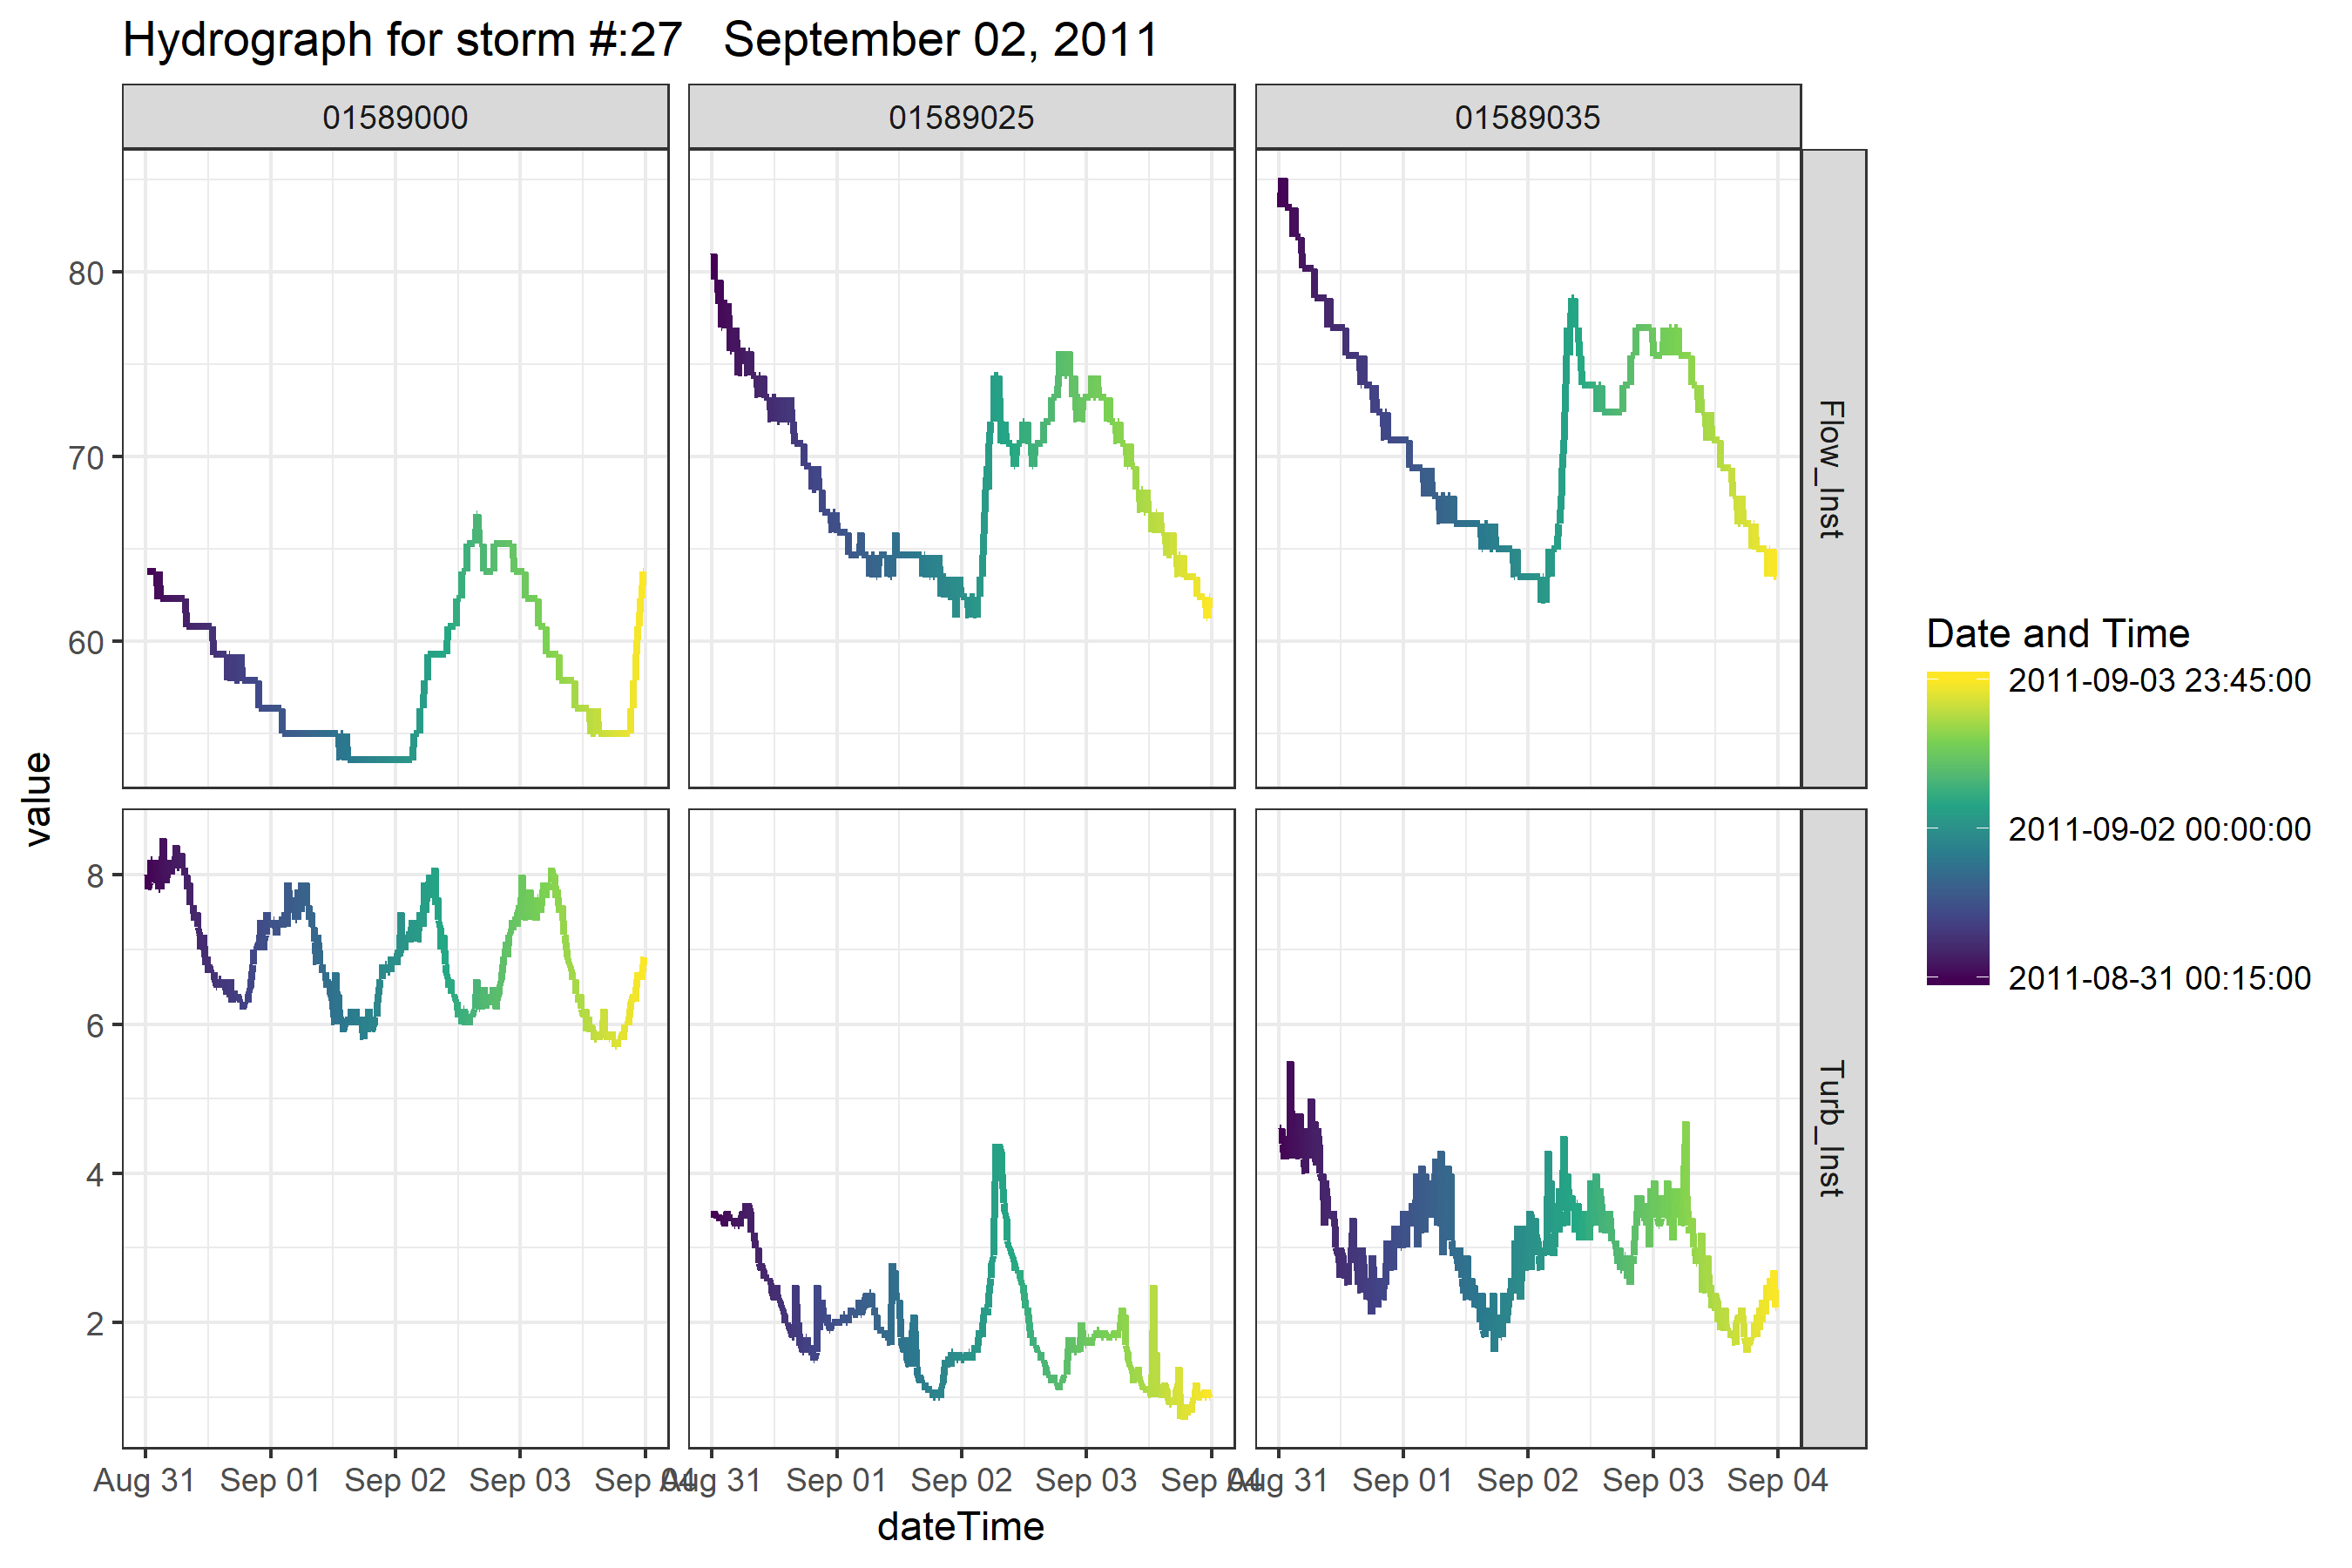 Hydrograph for storm #:27   September 02, 2011
01589000
01589025
01589035
80
70
60
Flow_Inst
8
6
4
2
Turb_Inst
value
Aug 31 Sep 01 Sep 02 Sep 03 Sep 04
Aug 31 Sep 01 Sep 02 Sep 03 Sep 04
Aug 31 Sep 01 Sep 02 Sep 03 Sep 04
dateTime
Date and Time
2011-09-03 23:45:00
2011-09-02 00:00:00
2011-08-31 00:15:00